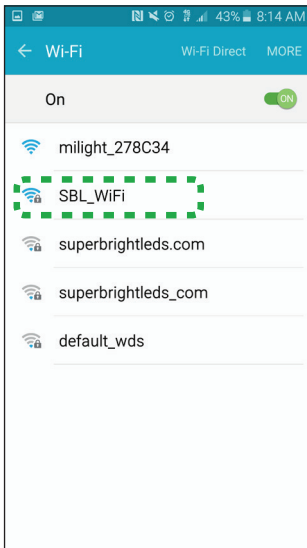 43% 8:14 AM
Wi-Fi Wi-Fi Direct MORE
On ON
milight_278C34
SBL_WiFi
superbrightleds.com
superbrightleds_com
default_wds